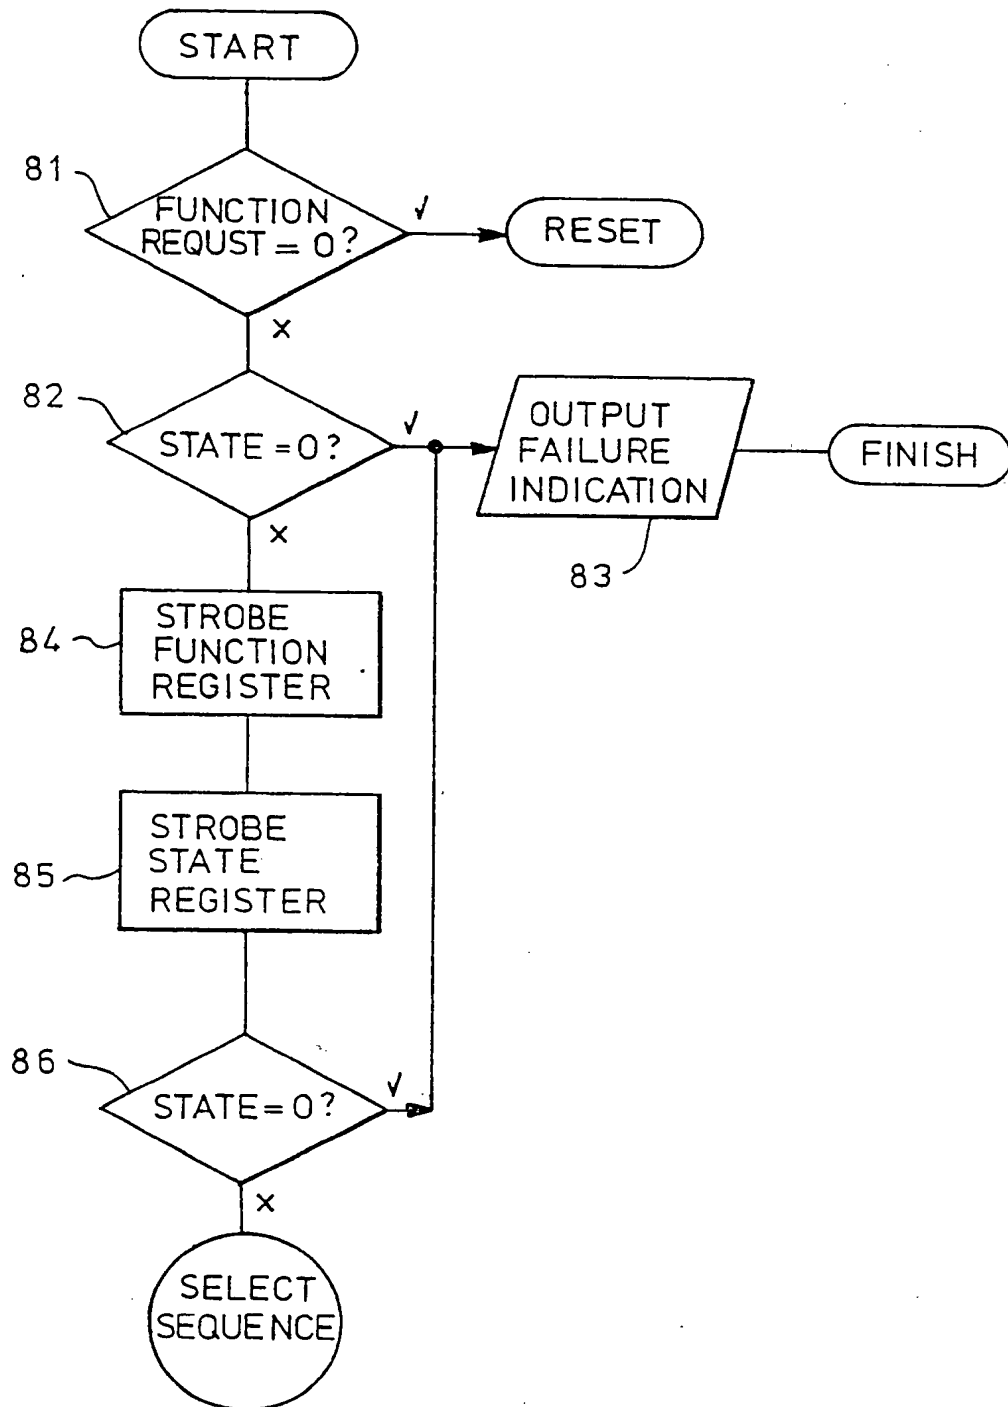 START
81
FUNCTION
REQUST = 0?
√
RESET
X
82
STATE = 0?
√
OUTPUT
FAILURE
INDICATION
FINISH
83
X
84
STROBE
FUNCTION
REGISTER
85
STROBE
STATE
REGISTER
86
STATE = 0?
√
X
SELECT
SEQUENCE